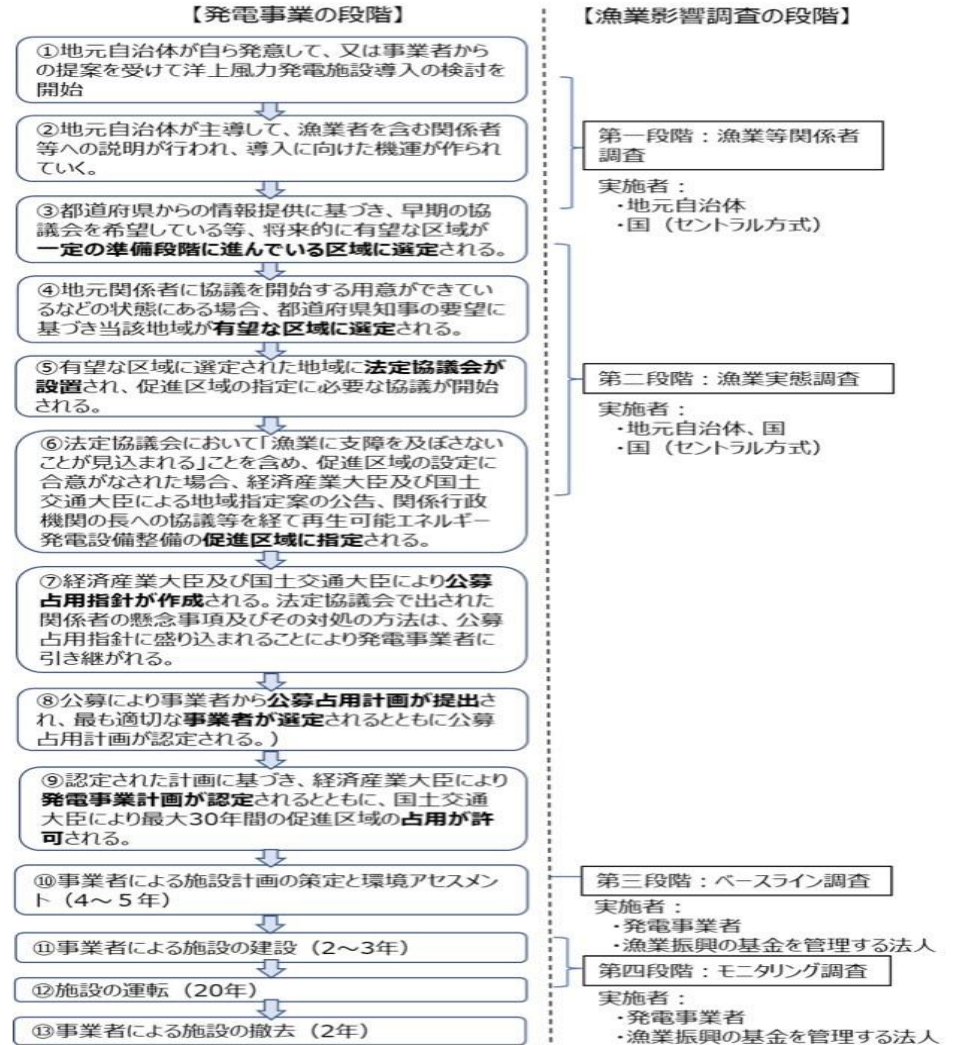 【発電事業の段階】
①地元自治体が自ら発意して、又は事業者から
の提案を受けて洋上風力発電施設導入の検討を
開始
②地元自治体が主導して、漁業者を含む関係者
等への説明が行われ、導入に向けた機運が作られ
ていく。
③都道府県からの情報提供に基づき、早期の協
議会を希望している等、将来的に有望な区域が
一定の準備段階に進んでいる区域に選定される。
④地元関係者に協議を開始する用意ができてい
るなどの状態にある場合、都道府県知事の要望に
基づき当該地域が有望な区域に選定される。
⑤有望な区域に選定された地域に法定協議会が
設置され、促進区域の指定に必要な協議が開始
される。
⑥法定協議会において「漁業に支障を及ぼさない
ことが見込まれる」ことを含め、促進区域の設定に
合意がなされた場合、経済産業大臣及び国土
交通大臣による地域指定案の公告、関係行政
機関の長への協議等を経て再生可能エネルギー
発電設備整備の促進区域に指定される。
⑦経済産業大臣及び国土交通大臣により公募
占用指針が作成される。法定協議会で出された
関係者の懸念事項及びその対処の方法は、公募
占用指針に盛り込まれることにより発電事業者に
引き継がれる。
⑧公募により事業者から公募占用計画が提出さ
れ、最も適切な事業者が選定されるとともに公募
占用計画が認定される。)
⑨認定された計画に基づき、経済産業大臣により
発電事業計画が認定されるとともに、国土交通
大臣により最大30年間の促進区域の占用が許
可される。
⑩事業者による施設計画の策定と環境アセスメン
ト（4～５年）
⑪事業者による施設の建設（2～3年）
⑫施設の運転（20年）
⑬事業者による施設の撤去（2年）
【漁業影響調査の段階】
第一段階：漁業等関係者
調査
実施者：
・地元自治体
・国（セントラル方式）
第二段階：漁業実態調査
実施者：
・地元自治体、国
・国（セントラル方式）
第三段階：ベースライン調査
実施者：
・発電事業者
・漁業振興の基金を管理する法人
第四段階：モニタリング調査
実施者：
・発電事業者
・漁業振興の基金を管理する法人